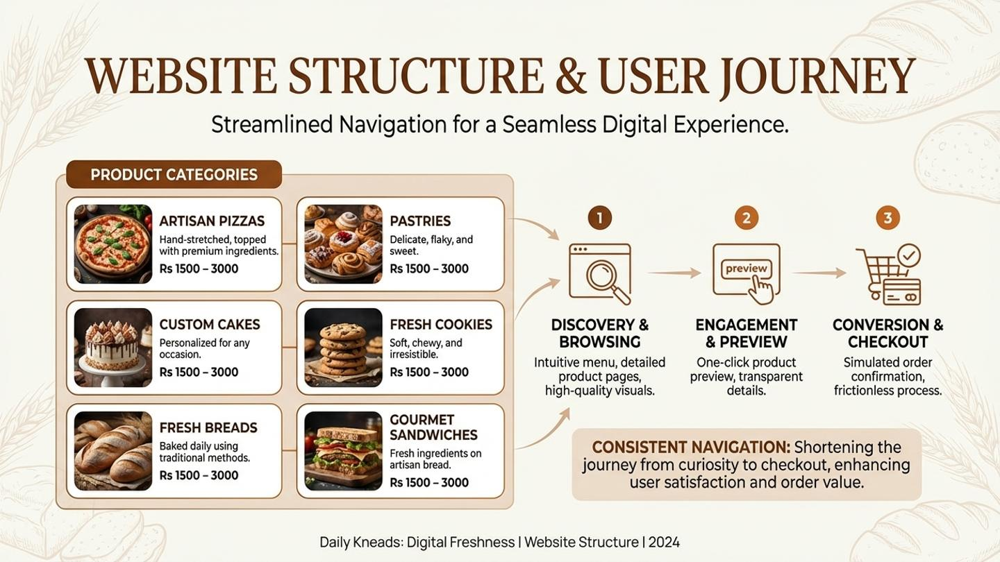 WEBSITE STRUCTURE & USER JOURNEY
Streamlined Navigation for a Seamless Digital Experience.
PRODUCT CATEGORIES
ARTISAN PIZZAS
Hand-stretched, topped
with premium ingredients.
Rs 1500 – 3000
PASTRIES
Delicate, flaky, and
sweet.
Rs 1500 – 3000
CUSTOM CAKES
Personalized for any
occasion.
Rs 1500 – 3000
FRESH COOKIES
Soft, chewy, and
irresistible.
Rs 1500 – 3000
FRESH BREADS
Baked daily using
traditional methods.
Rs 1500 – 3000
GOURMET
SANDWICHES
Fresh ingredients on
artisan bread.
Rs 1500 – 3000
1
DISCOVERY &
BROWSING
Intuitive menu, detailed
product pages,
high-quality visuals.
2
preview
ENGAGEMENT
& PREVIEW
One-click product
preview, transparent
details.
3
CONVERSION &
CHECKOUT
Simulated order
confirmation,
frictionless process.
CONSISTENT NAVIGATION: Shortening the
journey from curiosity to checkout, enhancing
user satisfaction and order value.
Daily Kneads: Digital Freshness | Website Structure | 2024